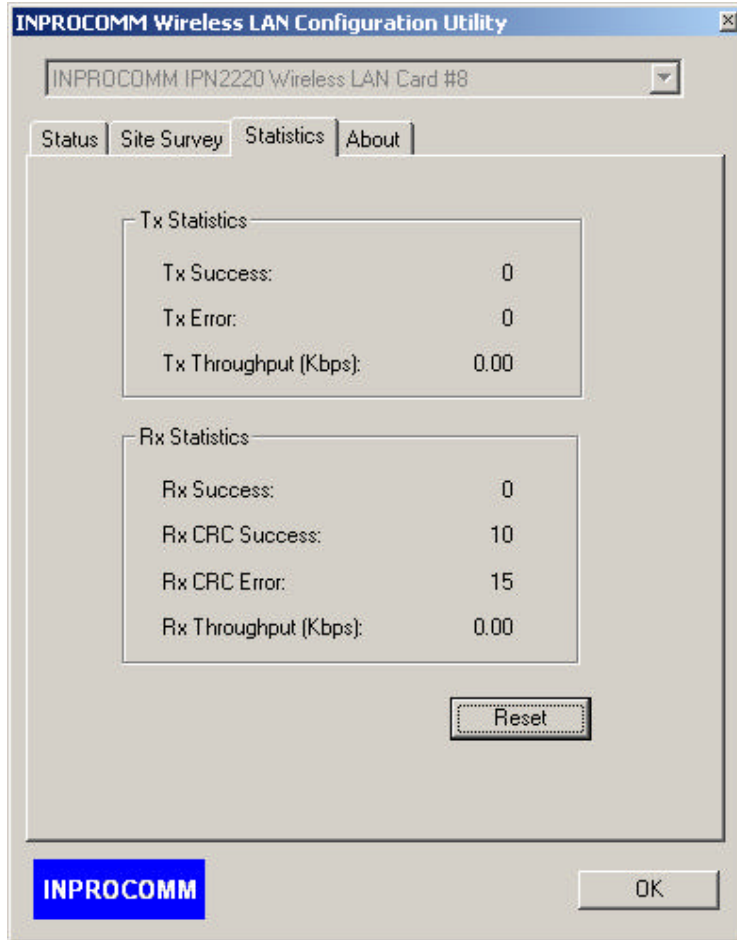 INPROCOMM Wireless LAN Configuration Utility
INPROCOMM IPN2220 Wireless LAN Card #8
Status Site Survey Statistics About
Tx Statistics
Tx Success: 0
Tx Error: 0
Tx Throughput (Kbps): 0.00
Rx Statistics
Rx Success: 0
Rx CRC Success: 10
Rx CRC Error: 15
Rx Throughput (Kbps): 0.00
Reset
INPROCOMM OK